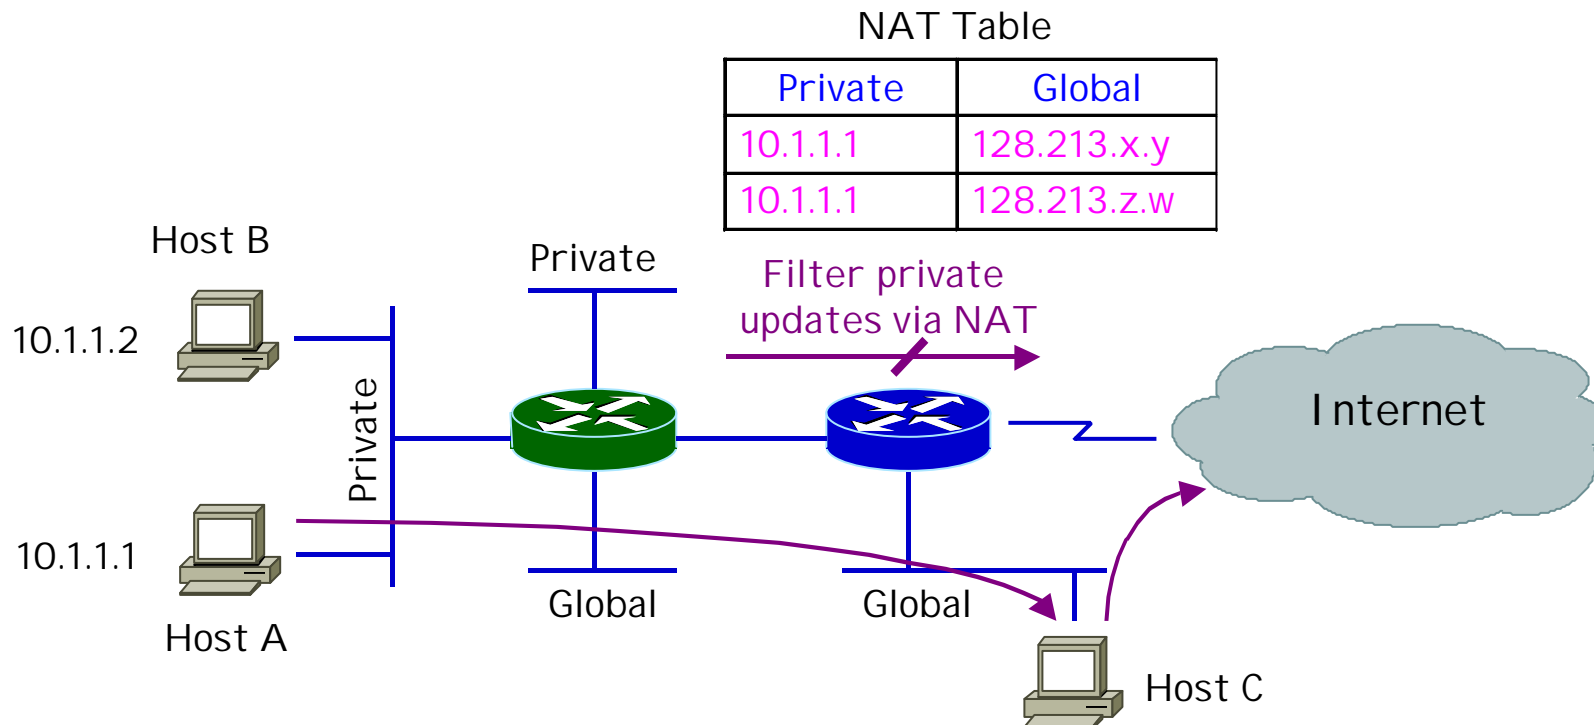 NAT Table
Private Global
10.1.1.1 128.213.x.y
10.1.1.1 128.213.z.w
Host B
Private
Filter private
updates via NAT
10.1.1.2
Private
Internet
10.1.1.1
Host A
Global
Global
Host C